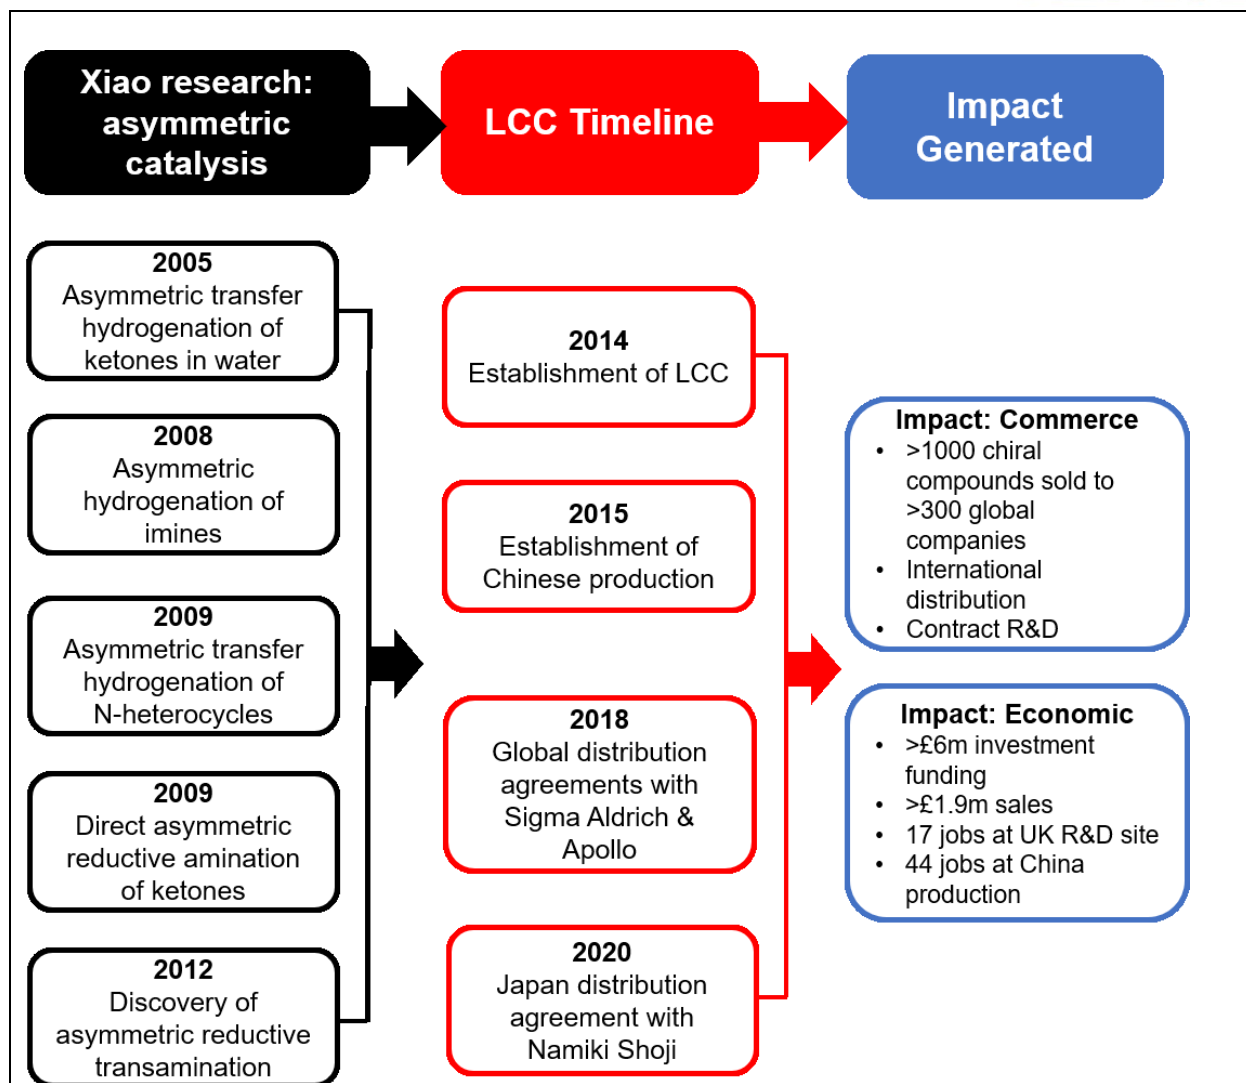 Xiao research:
asymmetric
catalysis
LCC Timeline
Impact
Generated
2005
Asymmetric transfer
hydrogenation of
ketones in water
2008
Asymmetric
hydrogenation of
imines
2009
Asymmetric transfer
hydrogenation of
N-heterocycles
2009
Direct asymmetric
reductive amination
of ketones
2012
Discovery of
asymmetric reductive
transamination
2014
Establishment of LCC
2015
Establishment of
Chinese production
2018
Global distribution
agreements with
Sigma Aldrich &
Apollo
2020
Japan distribution
agreement with
Namiki Shoji
Impact: Commerce
• >1000 chiral
compounds sold to
>300 global
companies
• International
distribution
• Contract R&D
Impact: Economic
• >£6m investment
funding
• >£1.9m sales
• 17 jobs at UK R&D site
• 44 jobs at China
production